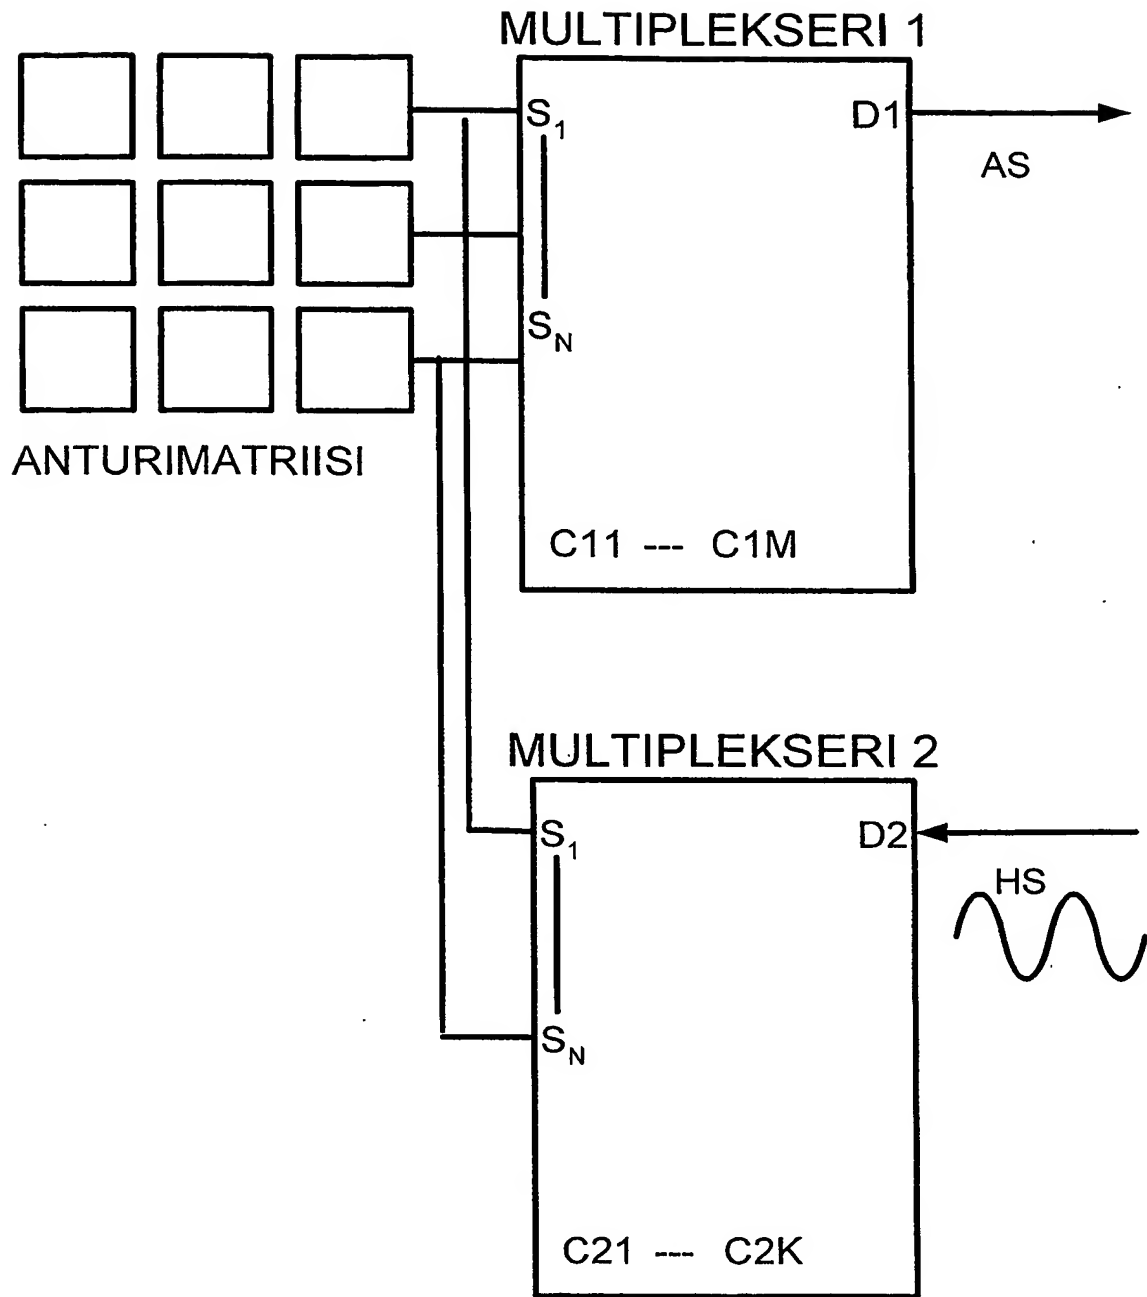 MULTIPLEKSERI 1
S1
D1
AS
SN
ANTURIMATRIISI
C11 --- C1M
MULTIPLEKSERI 2
S1
D2
HS
SN
C21 --- C2K